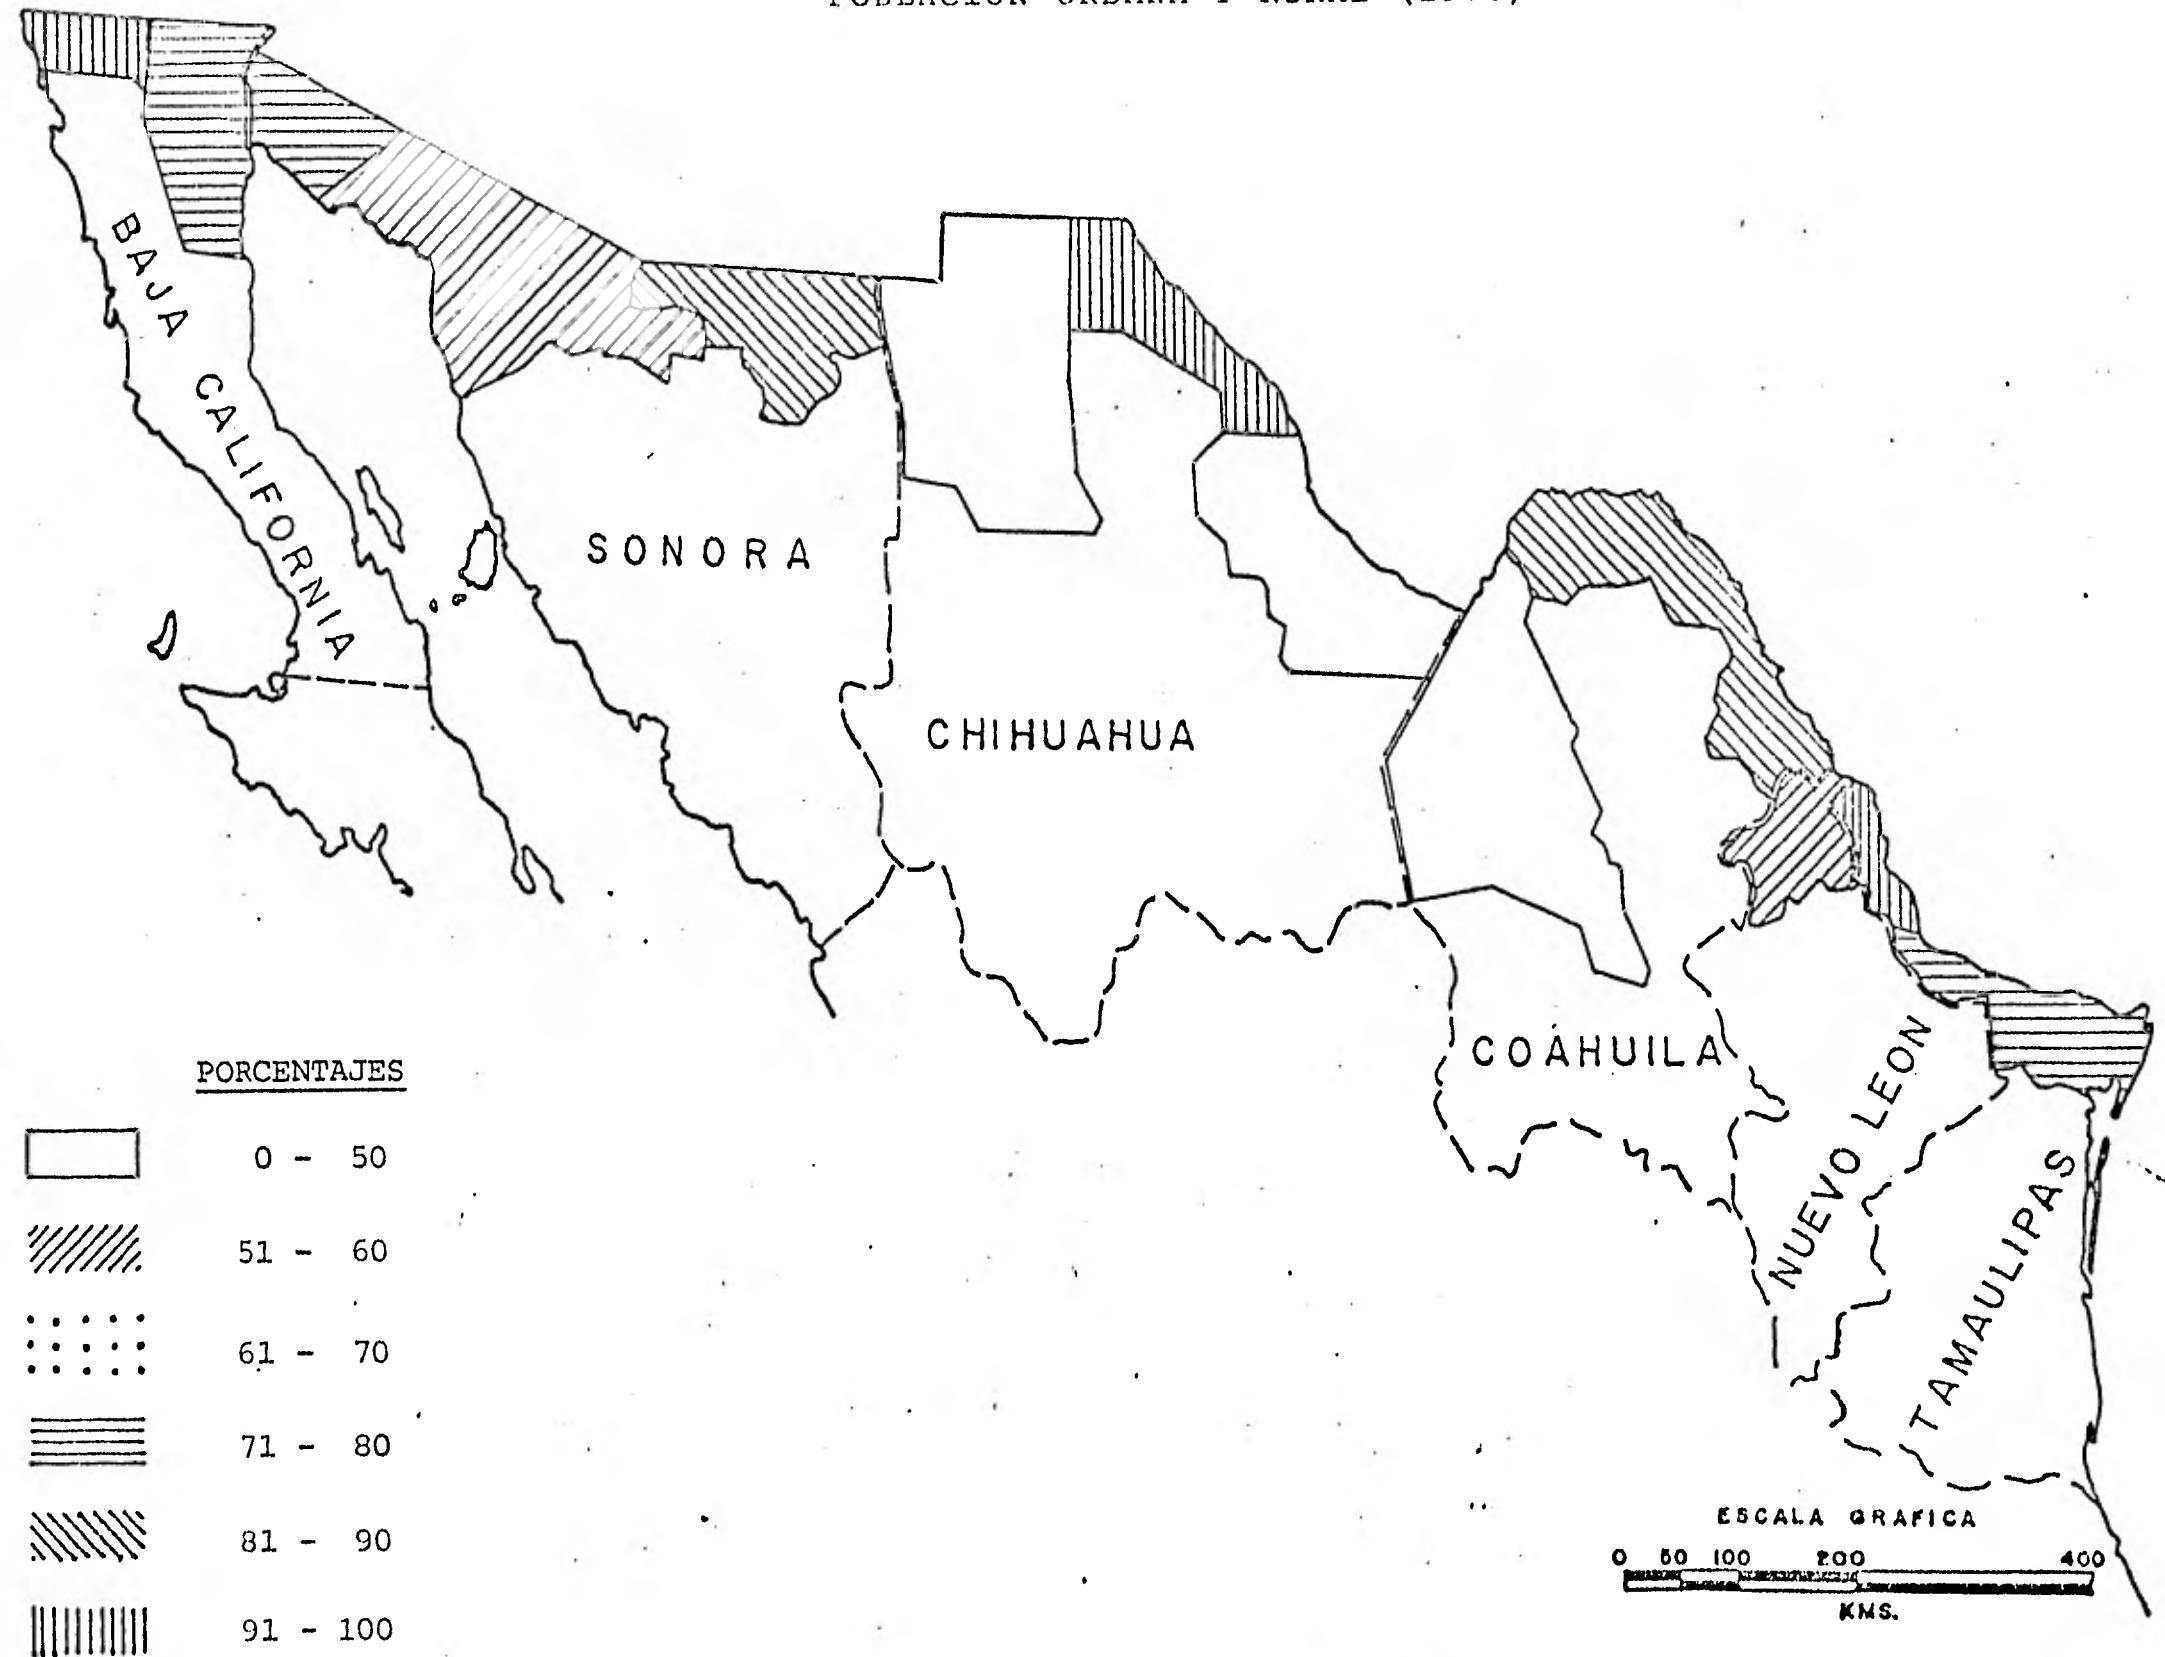 BAJA CALIFORNIA
SONORA
CHIHUAHUA
COAHUILA
NUEVO LEON
TAMAULIPAS
PORCENTAJES
0 - 50
51 - 60
61 - 70
71 - 80
81 - 90
91 - 100
ESCALA GRAFICA
0 50 100 200 400
KMS.